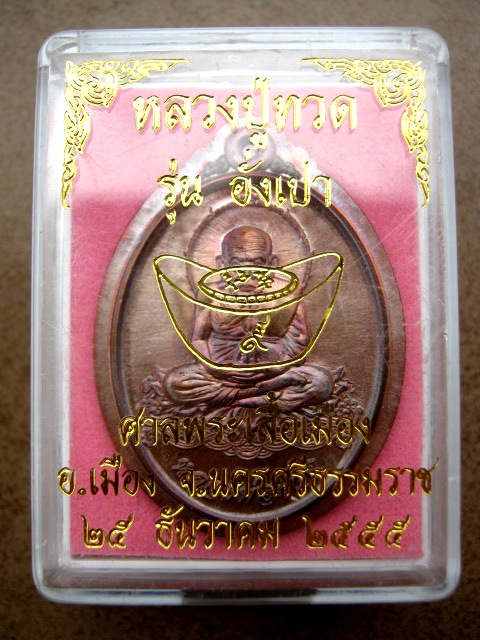 หลวงปู่ทวด
รุ่น อั่งเปา
ศาลพระเสื้อเมือง
อ.เมือง จ.นครศรีธรรมราช
๒๕ ธันวาคม ๒๕๕๕